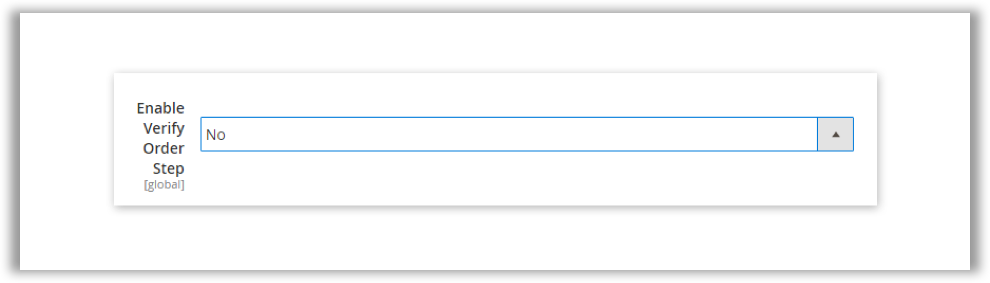 Enable
Verify
Order
Step
[global]
No